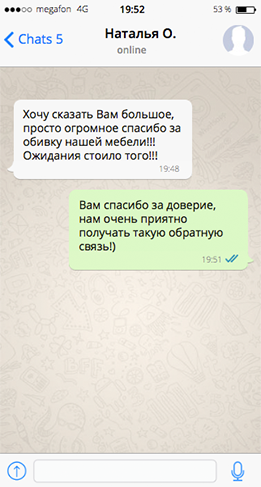 megafon 4G 19:52 53 %
Chats 5 Наталья О.
online
Хочу сказать Вам большое,
просто огромное спасибо за
обивку нашей мебели!!!
Ожидания стоило того!!!
19:48
Вам спасибо за доверие,
нам очень приятно
получать такую обратную
связь!)
19:51